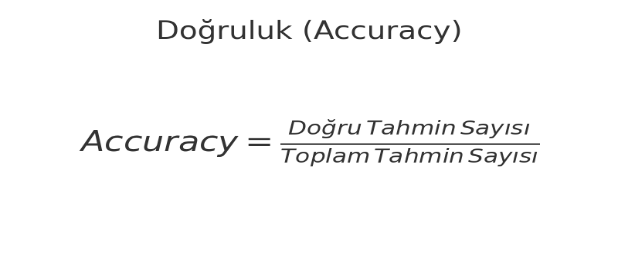 Doğruluk (Accuracy)
Accuracy = Doğru Tahmin Sayısı
Toplam Tahmin Sayısı